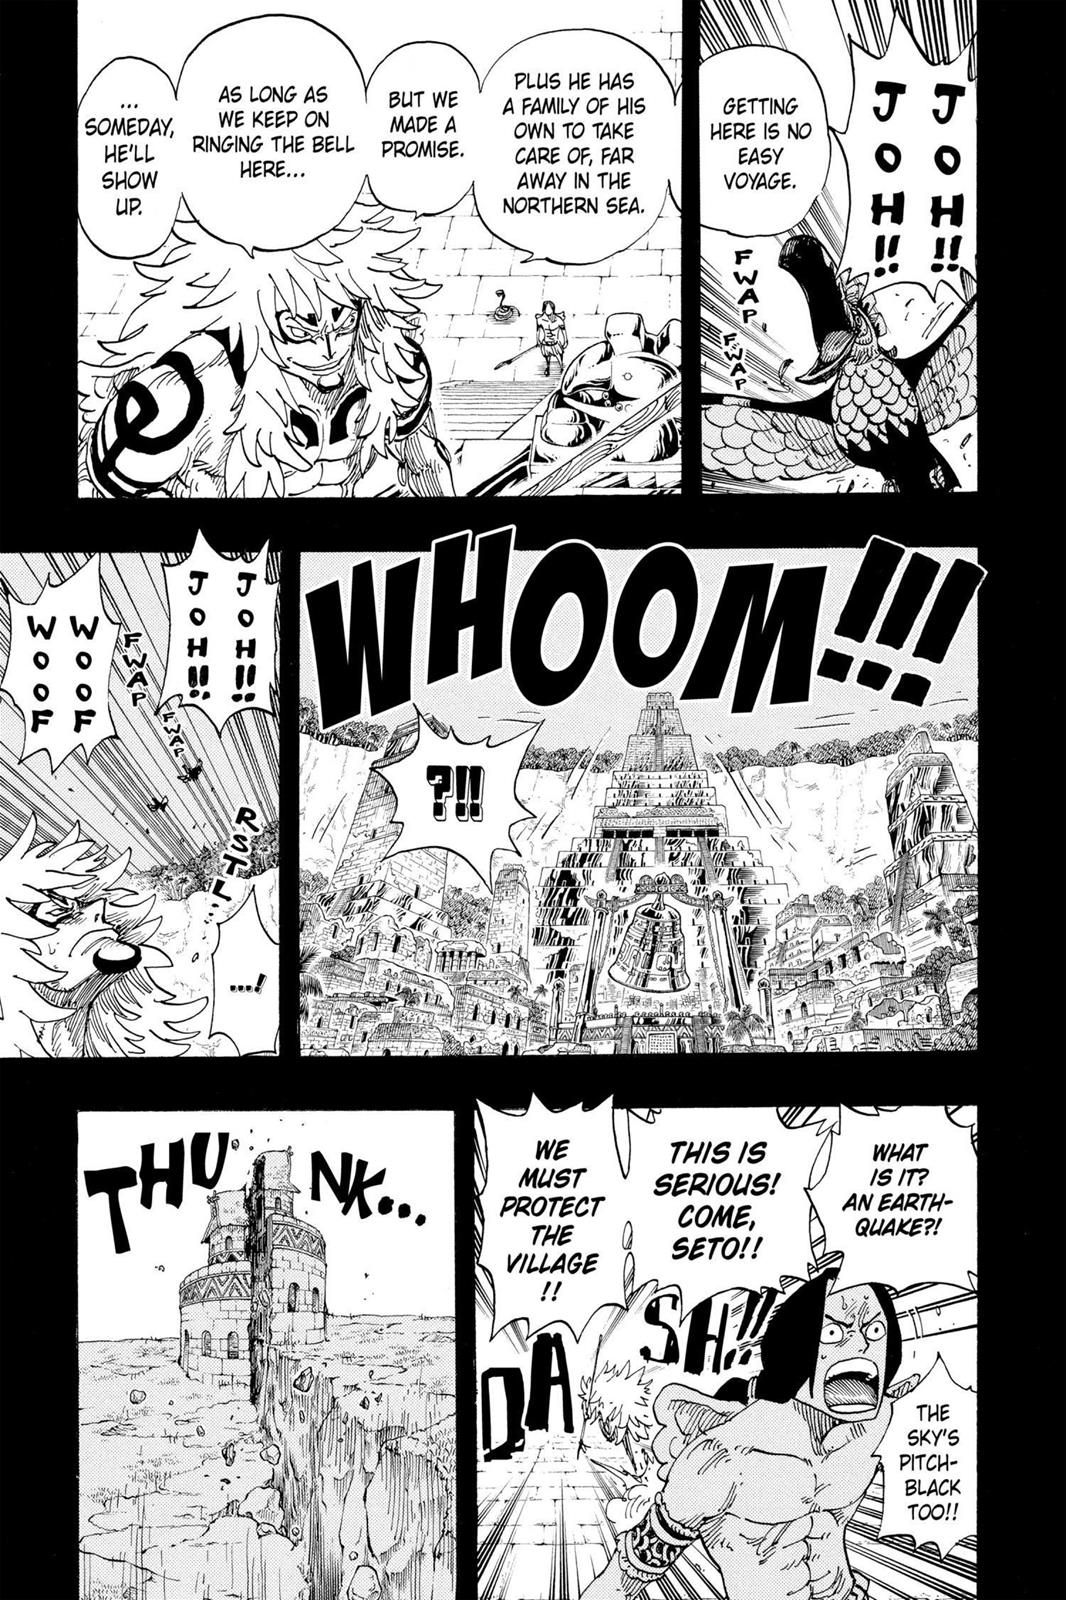 JOH!!
JOH!!
GETTING
HERE IS NO
EASY
VOYAGE.
FWAP
FWAP
PLUS HE HAS
A FAMILY OF HIS
OWN TO TAKE
CARE OF, FAR
AWAY IN THE
NORTHERN SEA.
BUT WE
MADE A
PROMISE.
AS LONG AS
WE KEEP ON
RINGING THE BELL
HERE...
...
SOMEDAY,
HE'LL
SHOW
UP.
WHOOM!!!
?!!
JOH!!
JOH!!
FWAP
FWAP
WOOF
WOOF
RSTL...
....!
WHAT
IS IT?
AN EARTH-
QUAKE?!
THE
SKY'S
PITCH-
BLACK
TOO!!
THIS IS
SERIOUS!
COME,
SETO!!
WE
MUST
PROTECT
THE
VILLAGE
!!
DASH!!
THUNK...